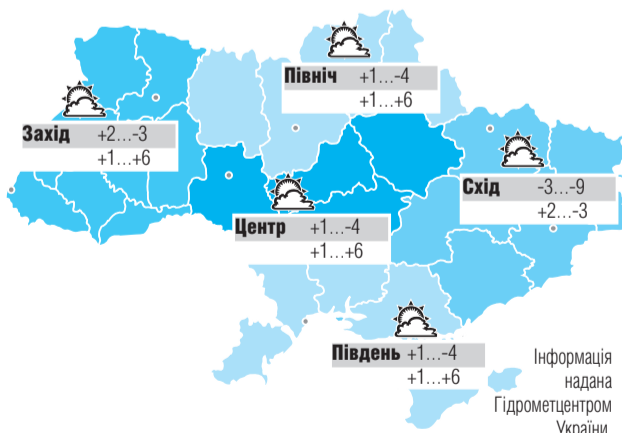 Північ +1...-4
+1...+6
Захід +2...-3
+1...+6
Схід -3...-9
+2...-3
Центр +1...-4
+1...+6
Південь +1...-4
+1...+6
Інформація
надана
Гідрометцентром
України.